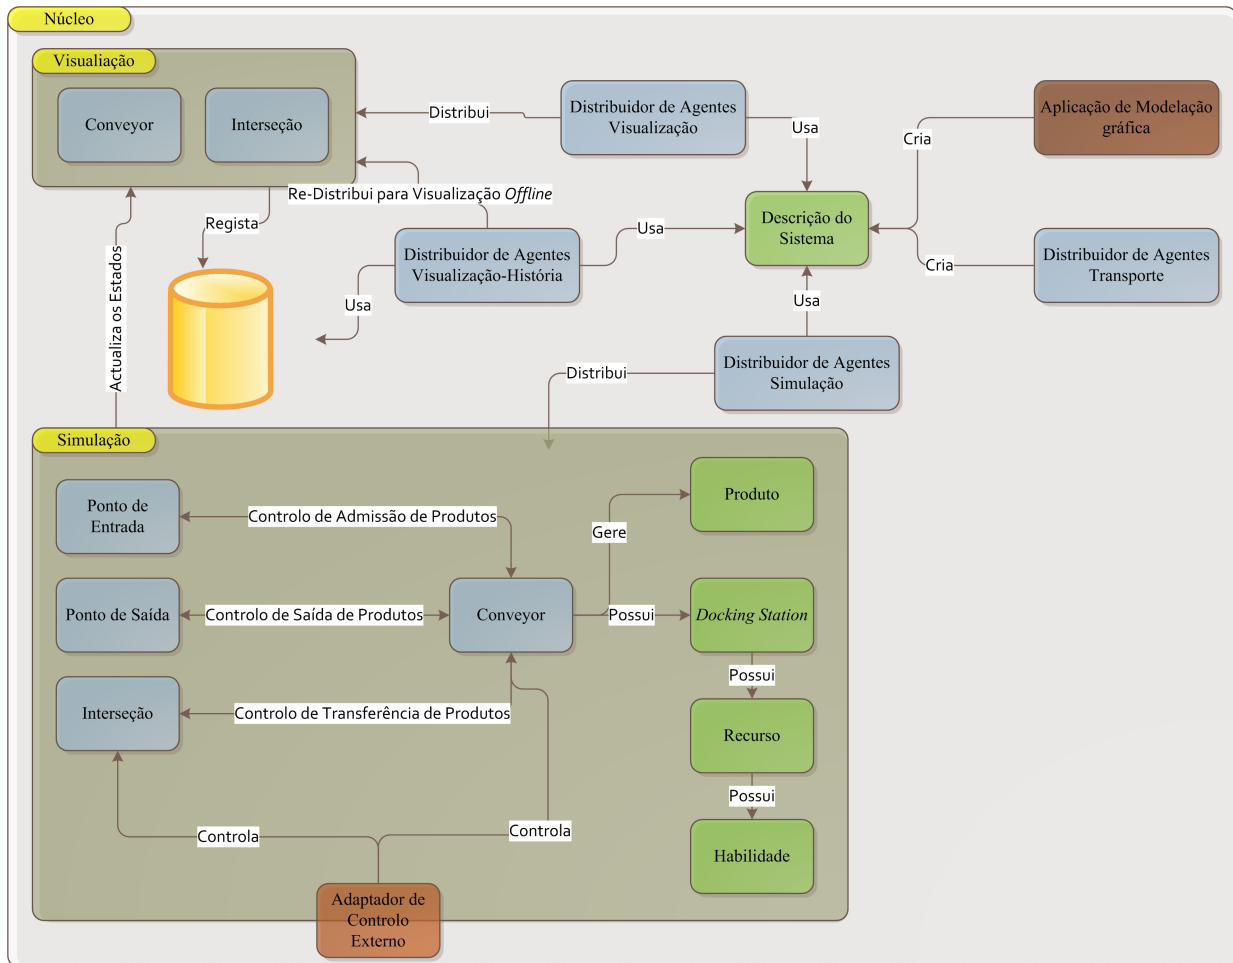 Núcleo
Visualiação
Conveyor
Interseção
Distribui
Distribuidor de Agentes
Visualização
Usa
Cria
Aplicação de Modelação
gráfica
Re-Distribui para Visualização Offline
Regista
Actualiza os Estados
Distribuidor de Agentes
Visualização-História
Usa
Usa
Descrição do
Sistema
Cria
Distribuidor de Agentes
Transporte
Usa
Distribui
Distribuidor de Agentes
Simulação
Simulação
Ponto de
Entrada
Controlo de Admissão de Produtos
Gere
Produto
Ponto de Saída
Controlo de Saída de Produtos
Conveyor
Possui
Docking Station
Possui
Interseção
Controlo de Transferência de Produtos
Recurso
Possui
Controla
Controla
Habilidade
Adaptador de
Controlo
Externo